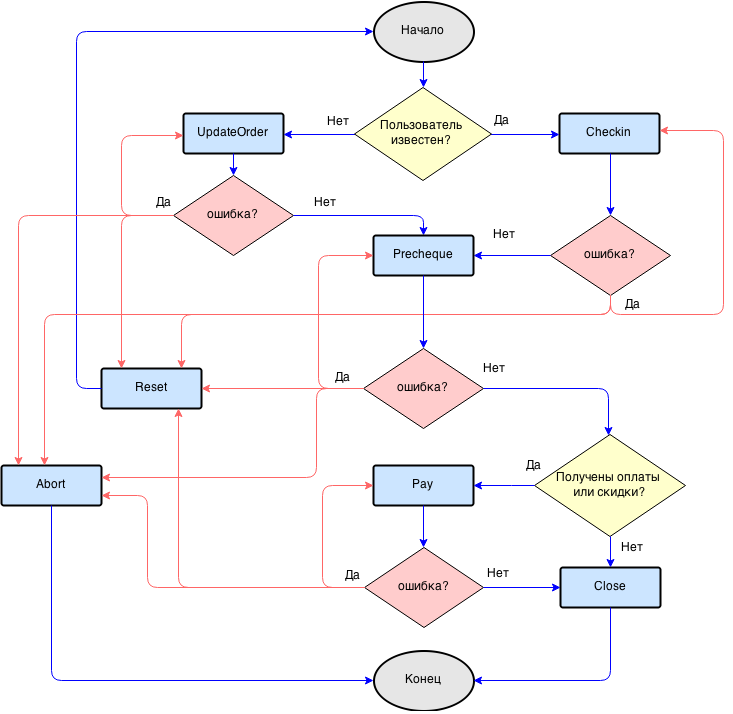 Начало
Нет
Пользователь
известен?
Да
UpdateOrder
Checkin
Да
ошибка?
Нет
Нет
Precheque
ошибка?
Да
Reset
Да
ошибка?
Нет
Abort
Pay
Да
Получены оплаты
или скидки?
Нет
Да
ошибка?
Нет
Close
Конец